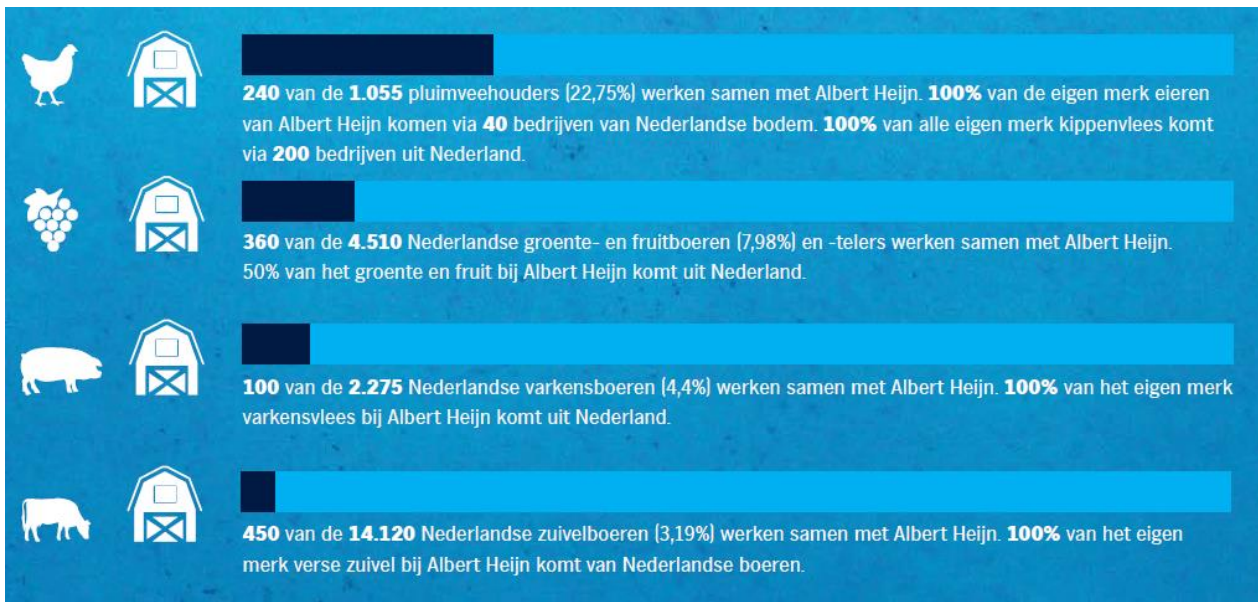 240 van de 1.055 pluimveehouders (22,75%) werken samen met Albert Heijn. 100% van de eigen merk eieren
van Albert Heijn komen via 40 bedrijven van Nederlandse bodem. 100% van alle eigen merk kippenvlees komt
via 200 bedrijven uit Nederland.
360 van de 4.510 Nederlandse groente- en fruitboeren (7,98%) en -telers werken samen met Albert Heijn.
50% van het groente en fruit bij Albert Heijn komt uit Nederland.
100 van de 2.275 Nederlandse varkensboeren (4,4%) werken samen met Albert Heijn. 100% van het eigen merk
varkensvlees bij Albert Heijn komt uit Nederland.
450 van de 14.120 Nederlandse zuivelboeren (3,19%) werken samen met Albert Heijn. 100% van het eigen
merk verse zuivel bij Albert Heijn komt van Nederlandse boeren.